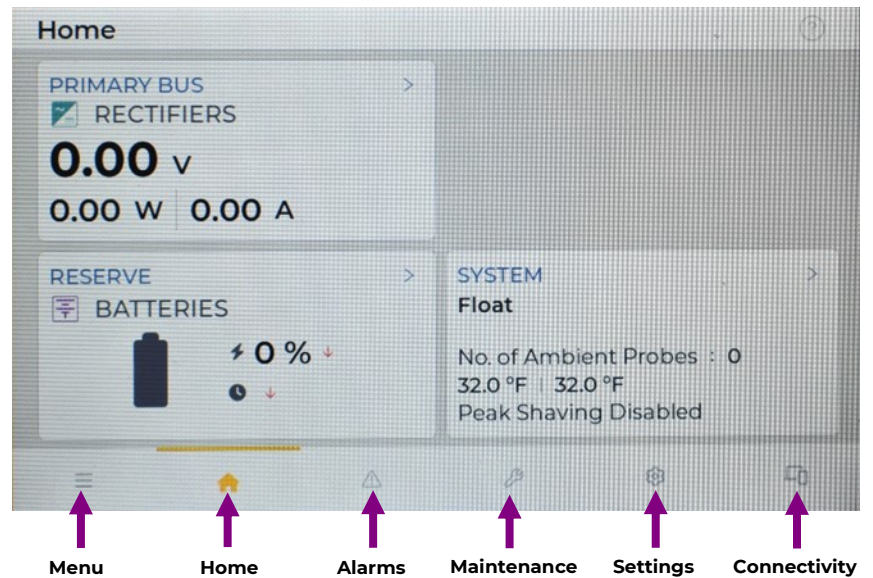 Home
PRIMARY BUS
RECTIFIERS
0.00 V
0.00 W 0.00 A
RESERVE
BATTERIES
0 %
SYSTEM
Float
No. of Ambient Probes : 0
32.0 °F | 32.0 °F
Peak Shaving Disabled
Menu Home Alarms Maintenance Settings Connectivity